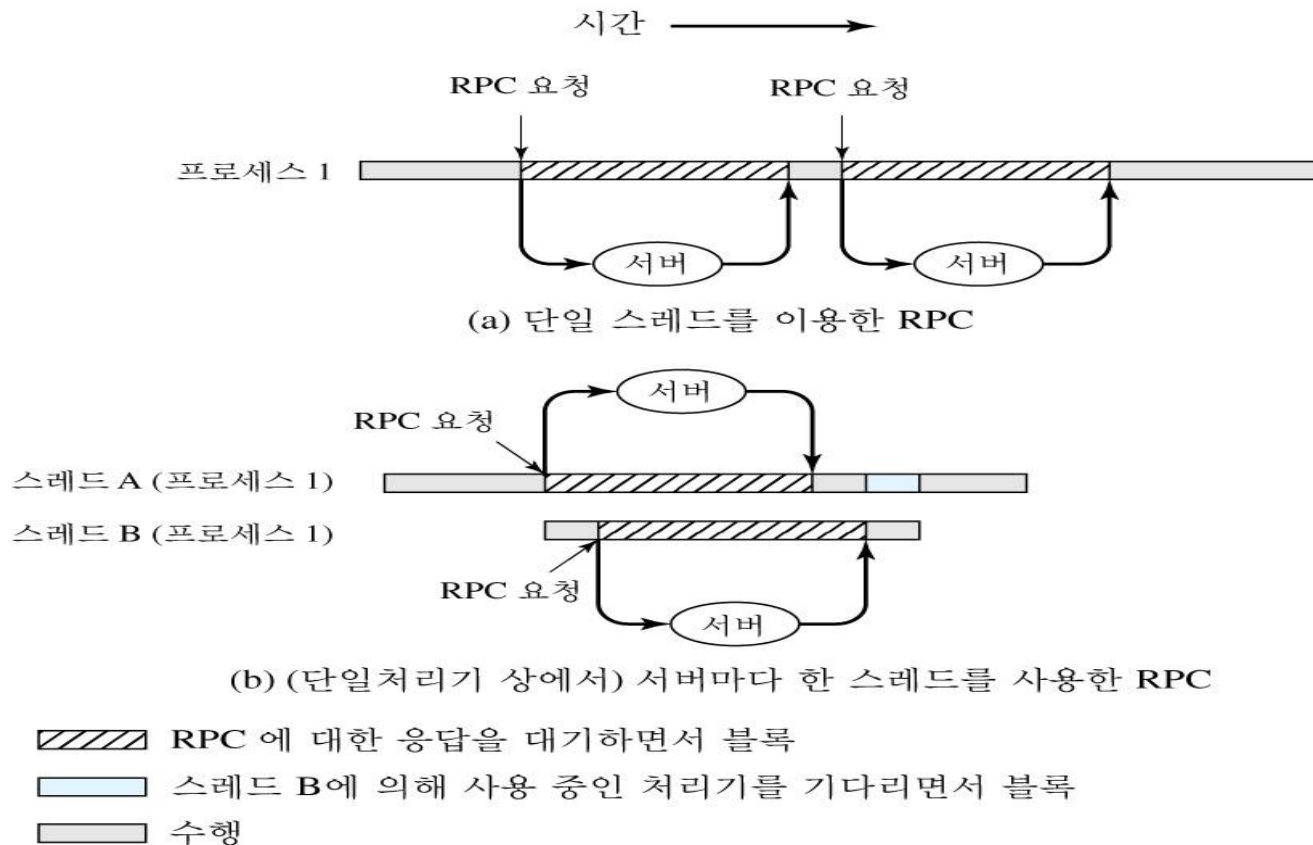 시간
RPC 요청
RPC 요청
프로세스 1
서버
서버
(a) 단일 스레드를 이용한 RPC
서버
RPC 요청
스레드 A (프로세스 1)
스레드 B (프로세스 1)
RPC 요청
서버
(b) (단일처리기 상에서) 서버마다 한 스레드를 사용한 RPC
RPC 에 대한 응답을 대기하면서 블록
스레드 B에 의해 사용 중인 처리기를 기다리면서 블록
수행